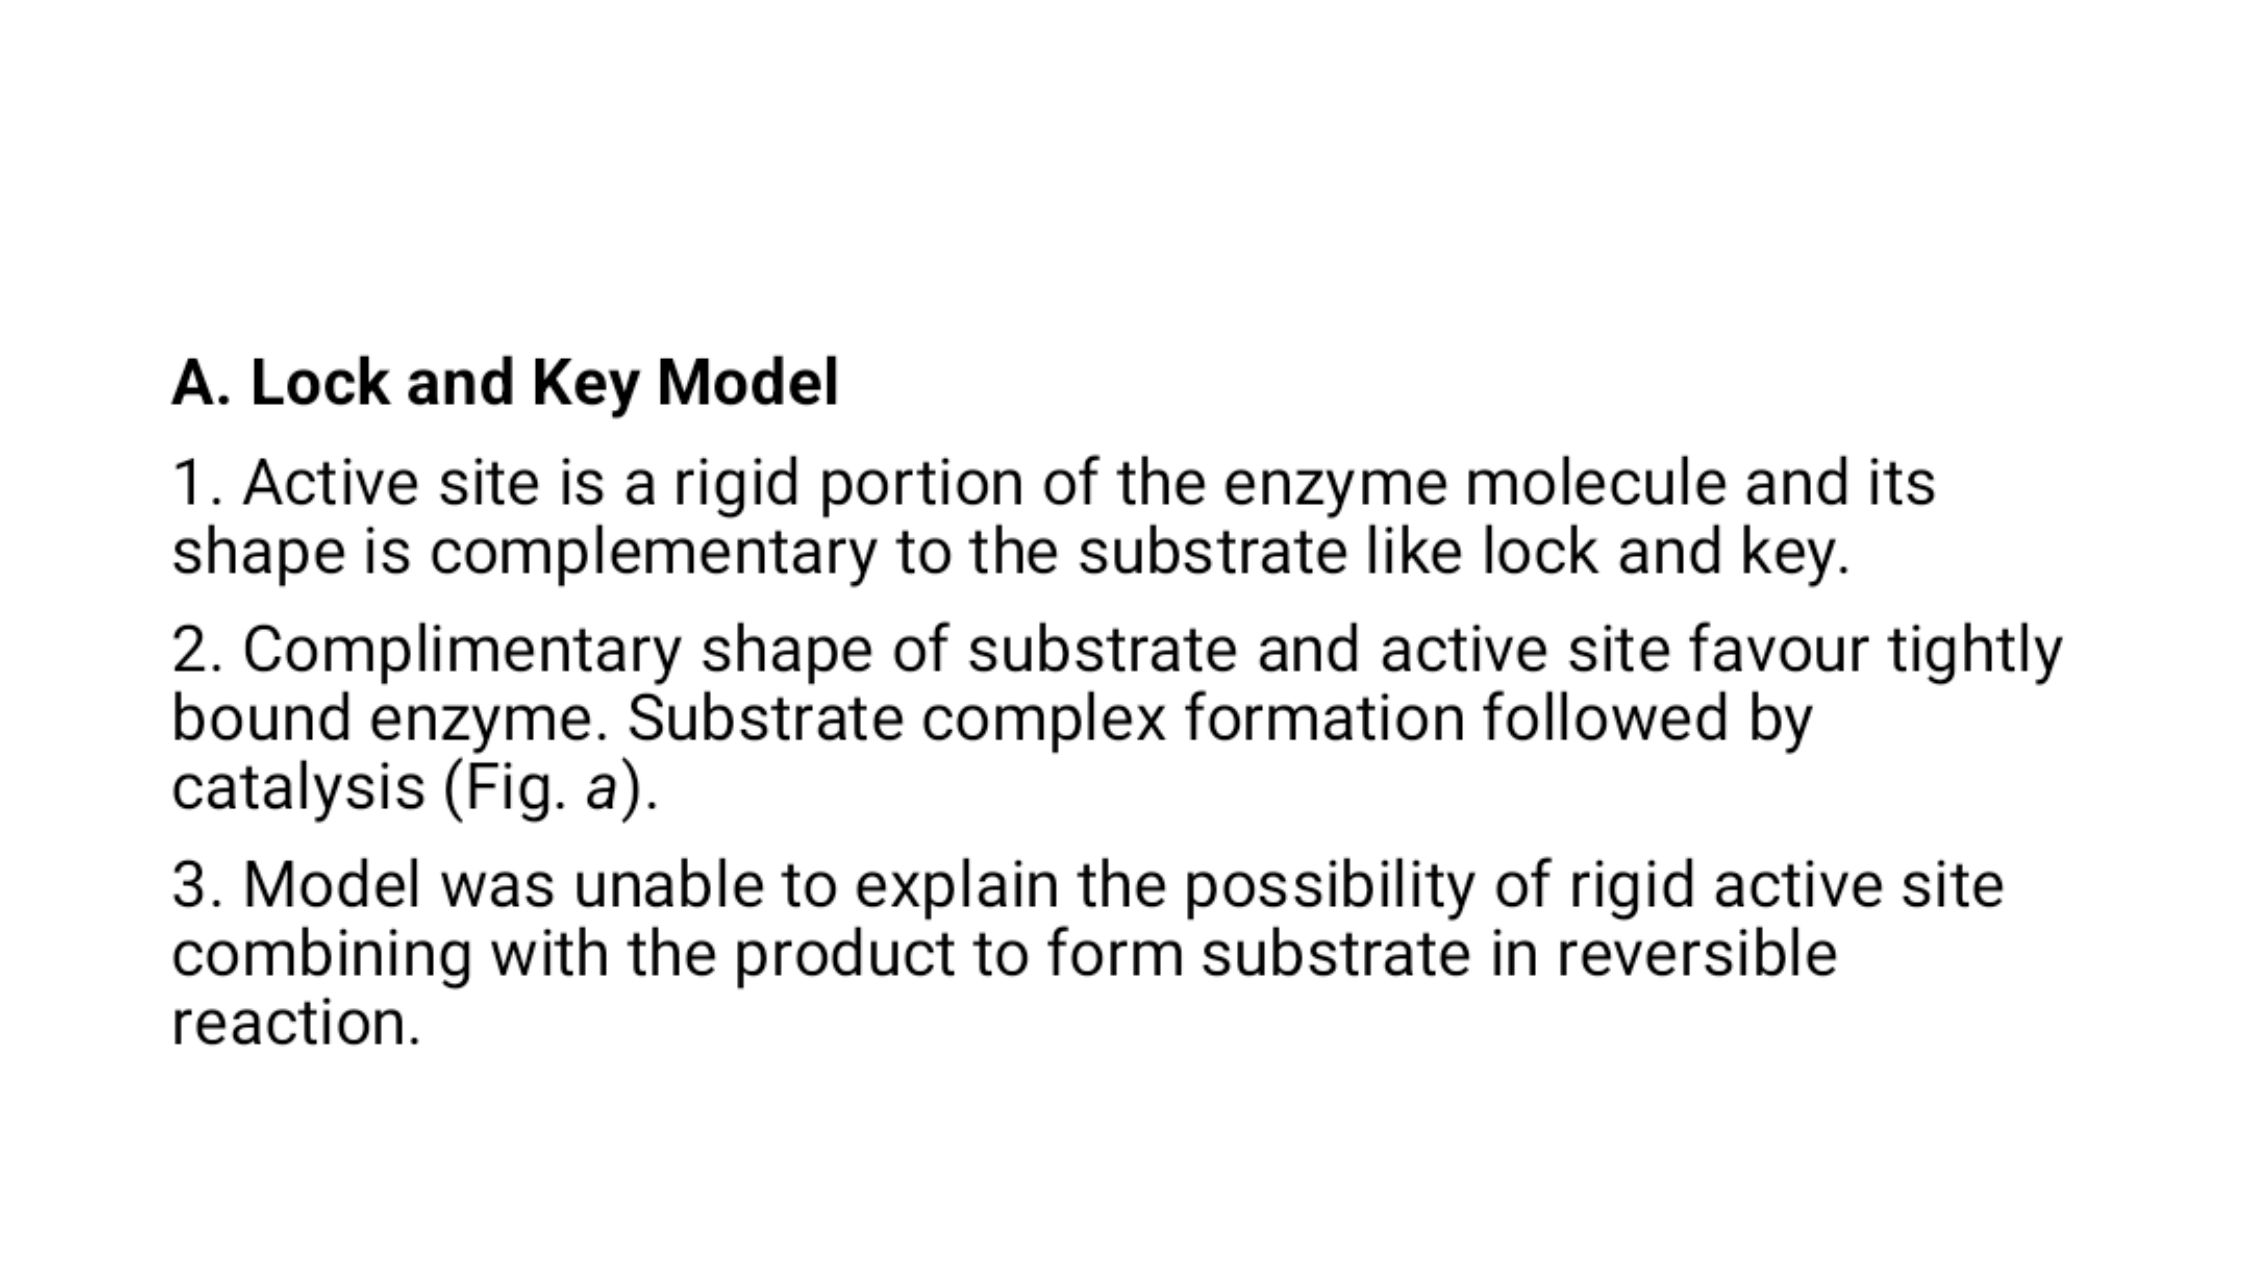 A. Lock and Key Model
1. Active site is a rigid portion of the enzyme molecule and its
shape is complementary to the substrate like lock and key.
2. Complimentary shape of substrate and active site favour tightly
bound enzyme. Substrate complex formation followed by
catalysis (Fig. a).
3. Model was unable to explain the possibility of rigid active site
combining with the product to form substrate in reversible
reaction.